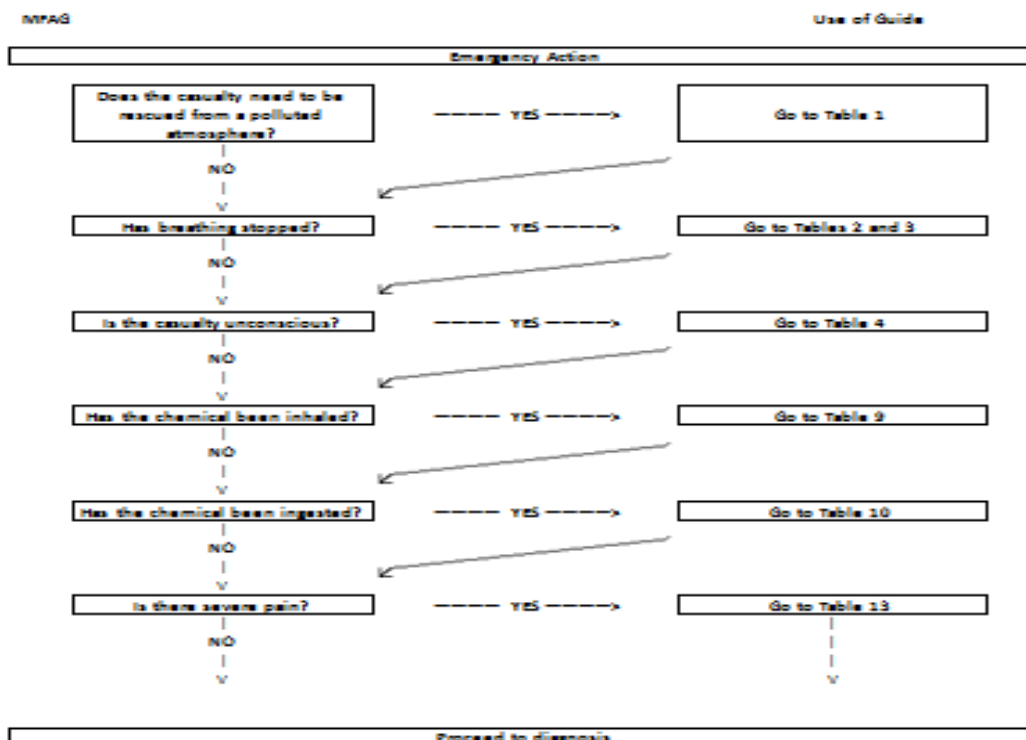 MFAG
Use of Guide
Emergency Action
Does the casualty need to be
rescued from a polluted
atmosphere?
YES
Go to Table 1
NO
Has breathing stopped?
YES
Go to Tables 2 and 3
NO
Is the casualty unconscious?
YES
Go to Table 4
NO
Has the chemical been inhaled?
YES
Go to Table 9
NO
Has the chemical been ingested?
YES
Go to Table 10
NO
Is there severe pain?
YES
Go to Table 13
NO
Proceed to diagnosis